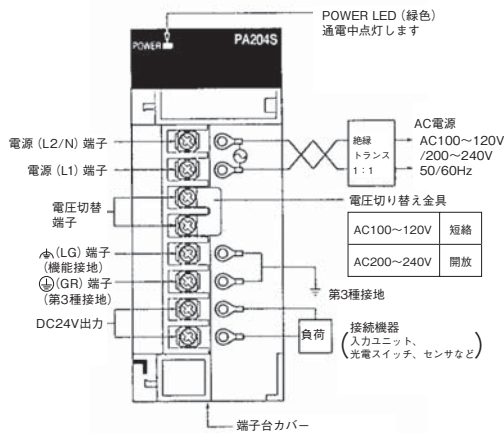 POWER LED（緑色）
通電中点灯します
POWER
PA204S
電源（L2/N）端子
電源（L1）端子
電圧切替
端子
(LG) 端子
(機能接地)
(GR) 端子
(第3種接地)
DC24V出力
絶縁
トランス
1：1
AC電源
AC100～120V
/200～240V
50/60Hz
電圧切り替え金具
AC100～120V 短絡
AC200～240V 開放
第3種接地
負荷
接続機器
入力ユニット、
光電スイッチ、センサなど
端子台カバー